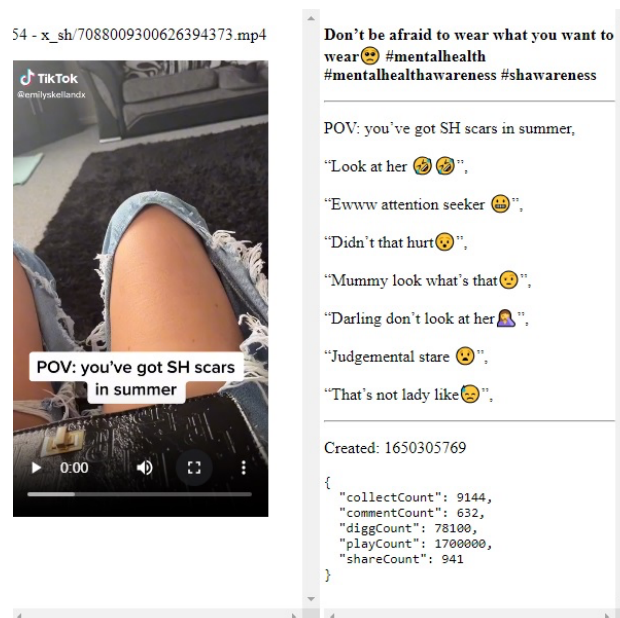 54 - x_sh/7088009300626394373.mp4
TikTok
@emilyskellandx
POV: you’ve got SH scars
in summer
0:00
Don’t be afraid to wear what you want to
wear🥺 #mentalhealth
#mentalhealthawareness #shawareness
POV: you’ve got SH scars in summer,
“Look at her 🤣🤣”,
“Ewww attention seeker 😬”,
“Didn’t that hurt😯”,
“Mummy look what’s that😟”,
“Darling don’t look at her🤦‍♀️”,
“Judgemental stare 😧”,
“That’s not lady like😓”,
Created: 1650305769
{
"collectCount": 9144,
"commentCount": 632,
"diggCount": 78100,
"playCount": 1700000,
"shareCount": 941
}